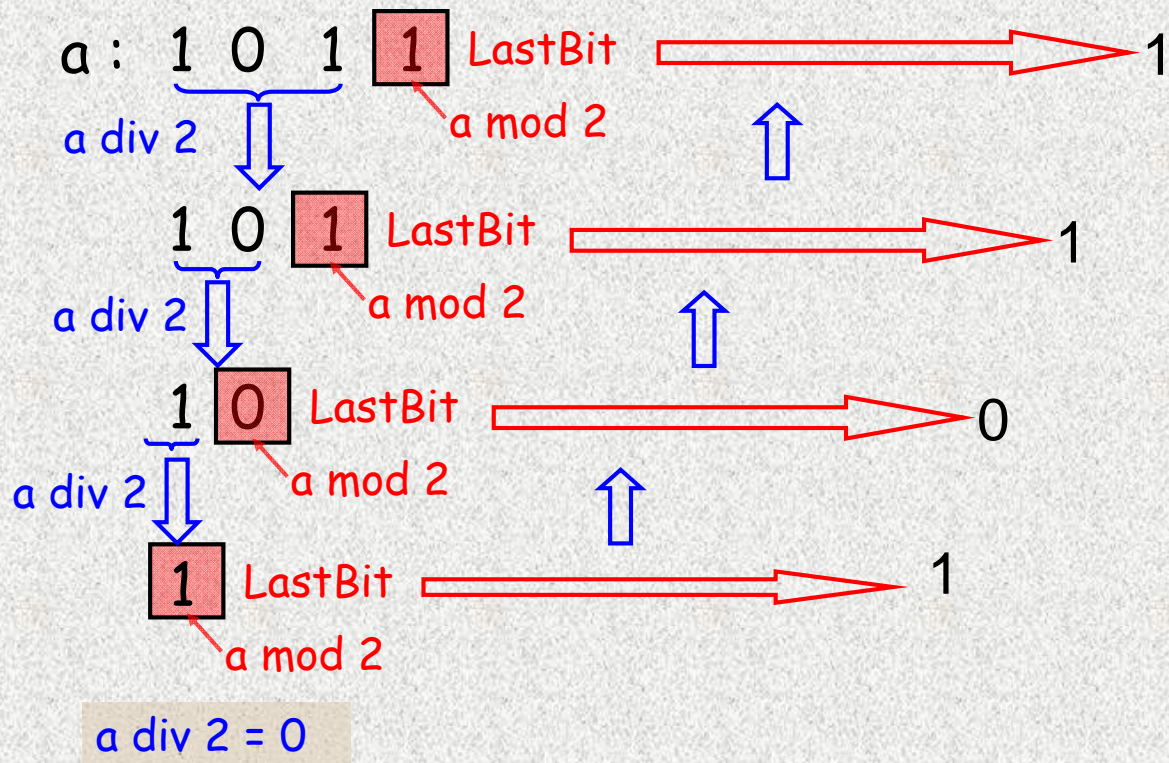 a : 1 0 1 1 LastBit 1
a div 2 a mod 2
1 0 1 LastBit 1
a div 2 a mod 2
1 0 LastBit 0
a div 2 a mod 2
1 LastBit 1
a mod 2
a div 2 = 0